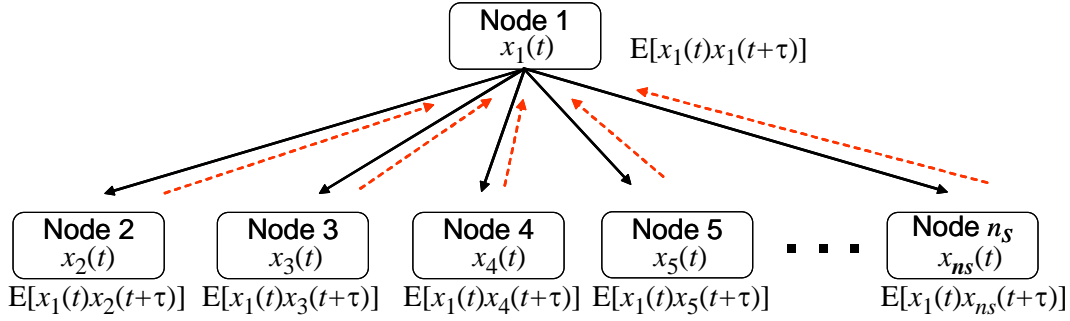 Node 1
x₁(t)
E[x₁(t)x₁(t+τ)]
Node 2
x₂(t)
E[x₁(t)x₂(t+τ)]
Node 3
x₃(t)
E[x₁(t)x₃(t+τ)]
Node 4
x₄(t)
E[x₁(t)x₄(t+τ)]
Node 5
x₅(t)
E[x₁(t)x₅(t+τ)]
. . .
Node nₛ
xₙₛ(t)
E[x₁(t)xₙₛ(t+τ)]